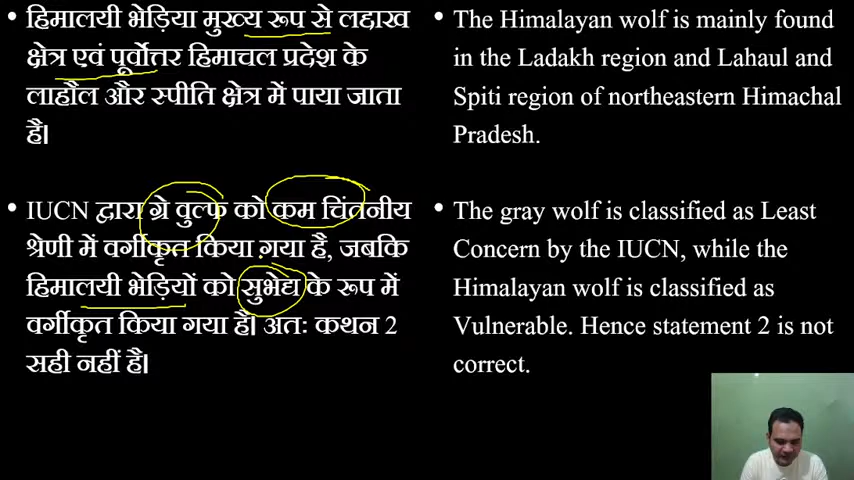 • हिमालयी भेड़िया मुख्य रूप से लद्दाख
क्षेत्र एवं पूर्वोत्तर हिमाचल प्रदेश के
लाहौल और स्पीति क्षेत्र में पाया जाता
है।
• IUCN द्वारा ग्रे वुल्फ को कम चिंतनीय
श्रेणी में वर्गीकृत किया गया है, जबकि
हिमालयी भेड़ियों को सुभेद्य के रूप में
वर्गीकृत किया गया है। अतः कथन 2
सही नहीं है।
• The Himalayan wolf is mainly found
in the Ladakh region and Lahaul and
Spiti region of northeastern Himachal
Pradesh.
• The gray wolf is classified as Least
Concern by the IUCN, while the
Himalayan wolf is classified as
Vulnerable. Hence statement 2 is not
correct.